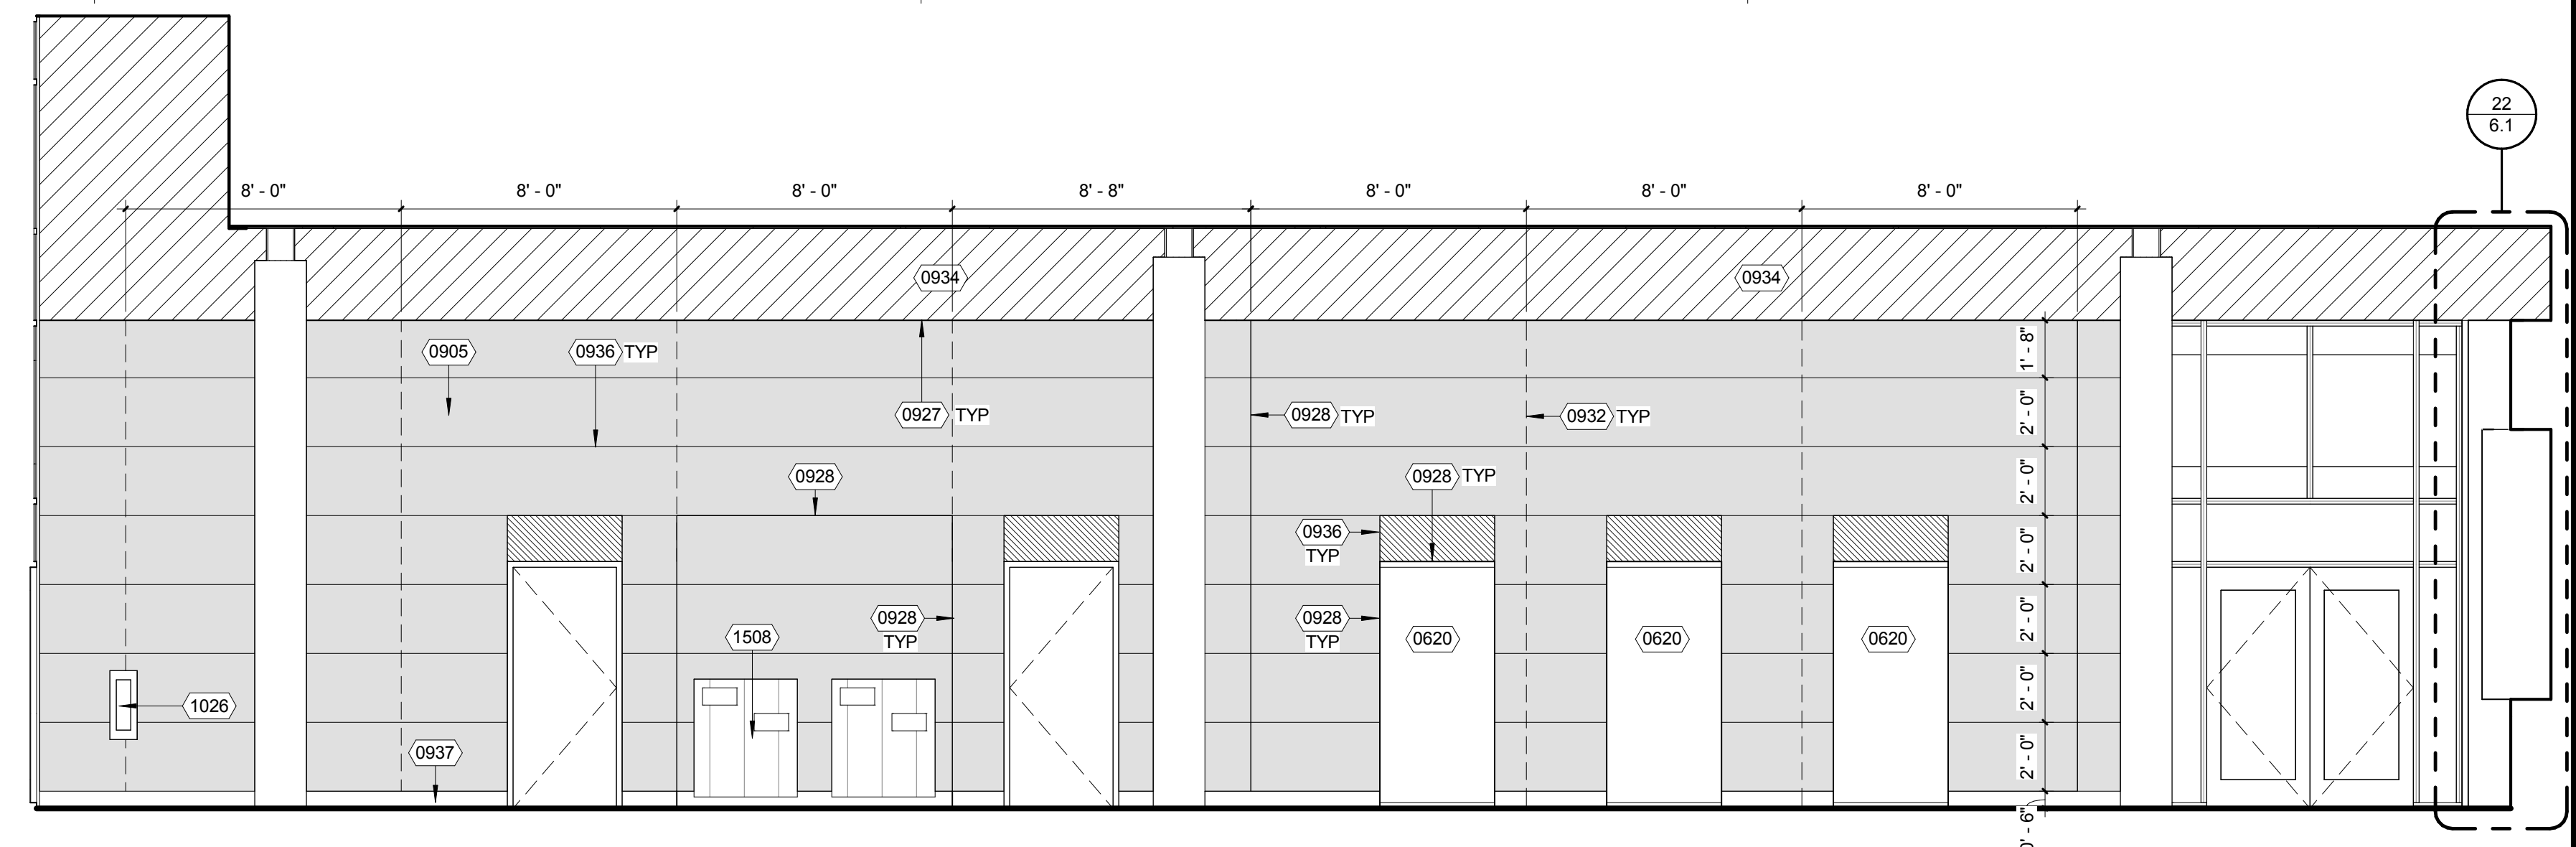 22
6.1
8' - 0"
8' - 0"
8' - 0"
8' - 8"
8' - 0"
8' - 0"
8' - 0"
0934
0934
0905
0936 TYP
0927 TYP
0928 TYP
0932 TYP
1' - 8"
2' - 0"
0928
0928 TYP
2' - 0"
0936
TYP
2' - 0"
0928
TYP
0928
TYP
1508
0620
0620
0620
2' - 0"
1026
2' - 0"
0937
2' - 0"
0' - 6"